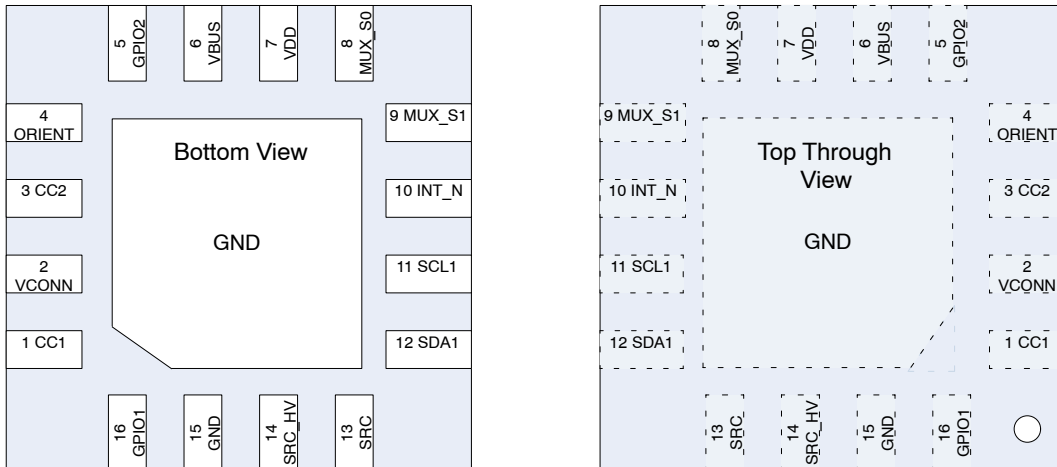 5
GPIO2
6
VBUS
7
VDD
8
MUX_S0
4
ORIENT
9 MUX_S1
Bottom View
3 CC2
10 INT_N
GND
2
VCONN
11 SCL1
1 CC1
12 SDA1
16
GPIO1
15
GND
14
SRC_HV
13
SRC
8
MUX_S0
7
VDD
6
VBUS
5
GPIO2
9 MUX_S1
4
ORIENT
Top Through
View
10 INT_N
3 CC2
GND
11 SCL1
2
VCONN
12 SDA1
1 CC1
13
SRC
14
SRC_HV
15
GND
16
GPIO1